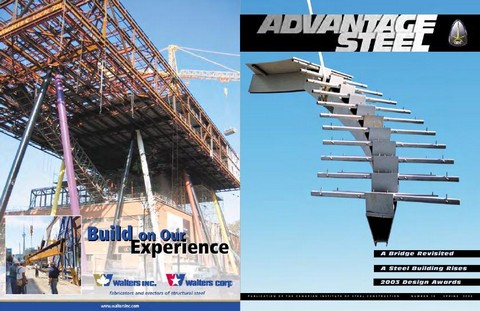 Build on Our
Experience
Walters INC.
Walters Corp
Fabricators and erectors of structural steel
www.waltersinc.com
ADVANTAGE
STEEL
A Bridge Revisited
A Steel Building Rises
2003 Design Awards
PUBLICATION OF THE CANADIAN INSTITUTE OF STEEL CONSTRUCTION
SPRING